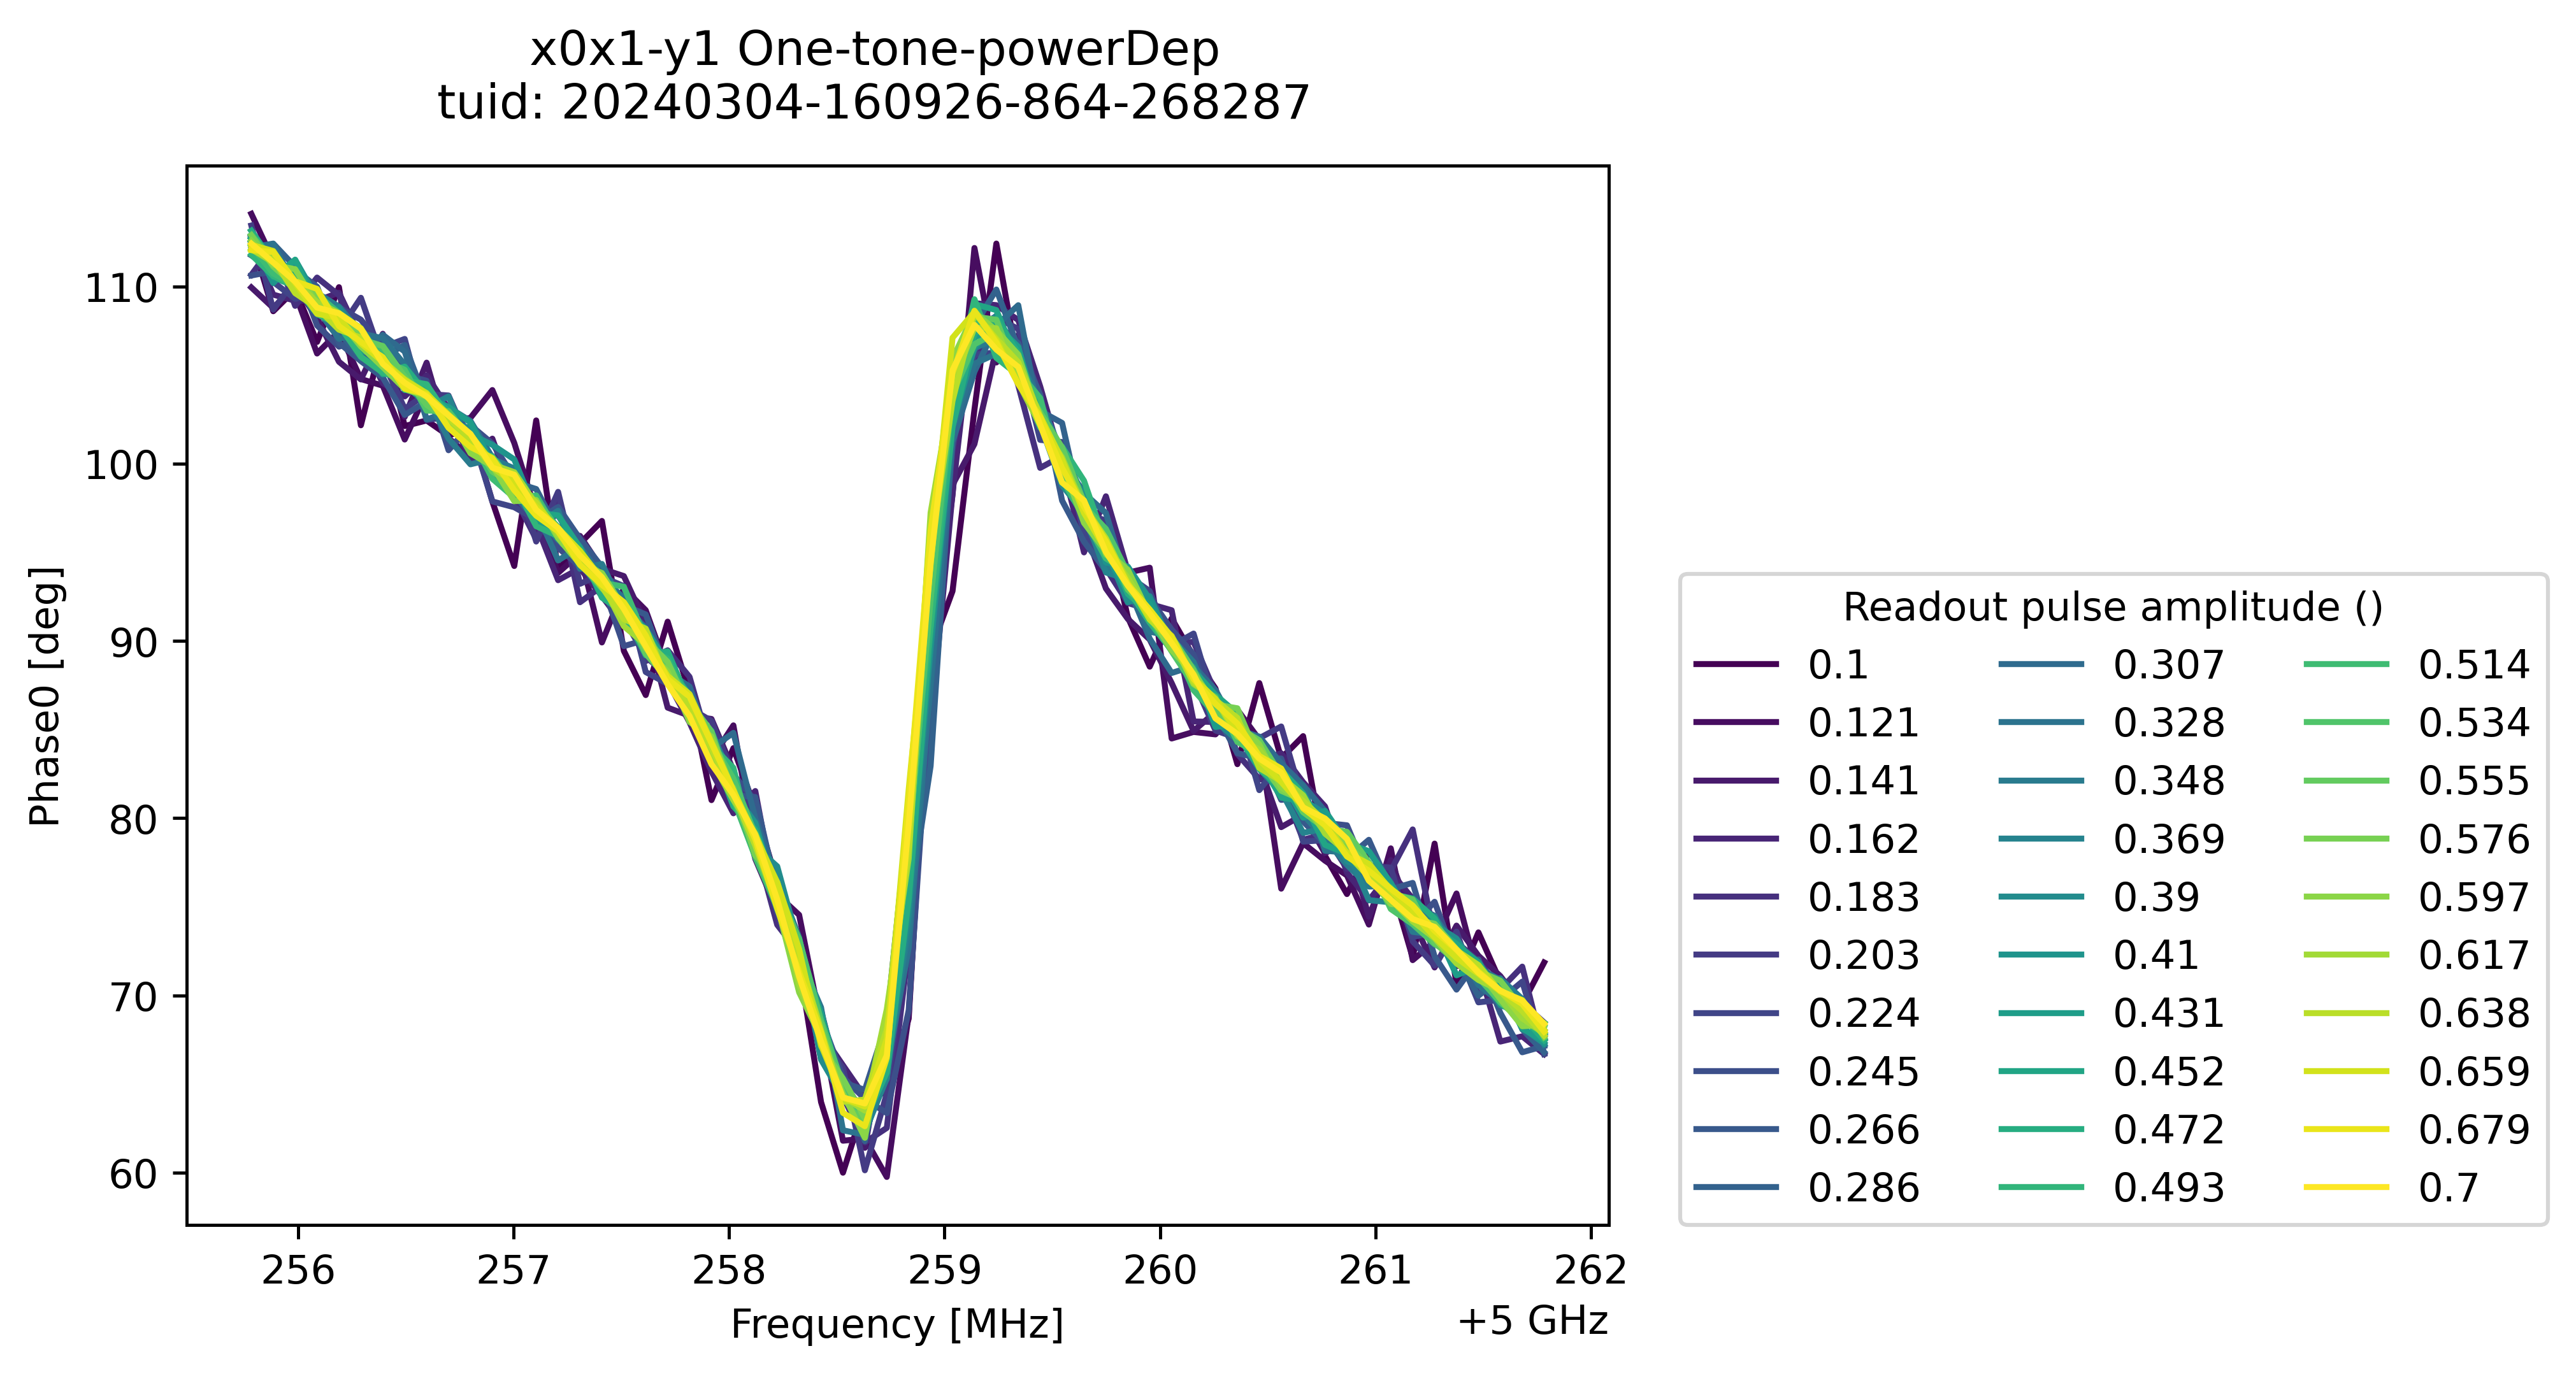 x0x1-y1 One-tone-powerDep
tuid: 20240304-160926-864-268287
Phase0 [deg]
110
100
90
80
70
60
256 257 258 259 260 261 262
Frequency [MHz]
+5 GHz
Readout pulse amplitude ()
0.1 0.307 0.514
0.121 0.328 0.534
0.141 0.348 0.555
0.162 0.369 0.576
0.183 0.39 0.597
0.203 0.41 0.617
0.224 0.431 0.638
0.245 0.452 0.659
0.266 0.472 0.679
0.286 0.493 0.7